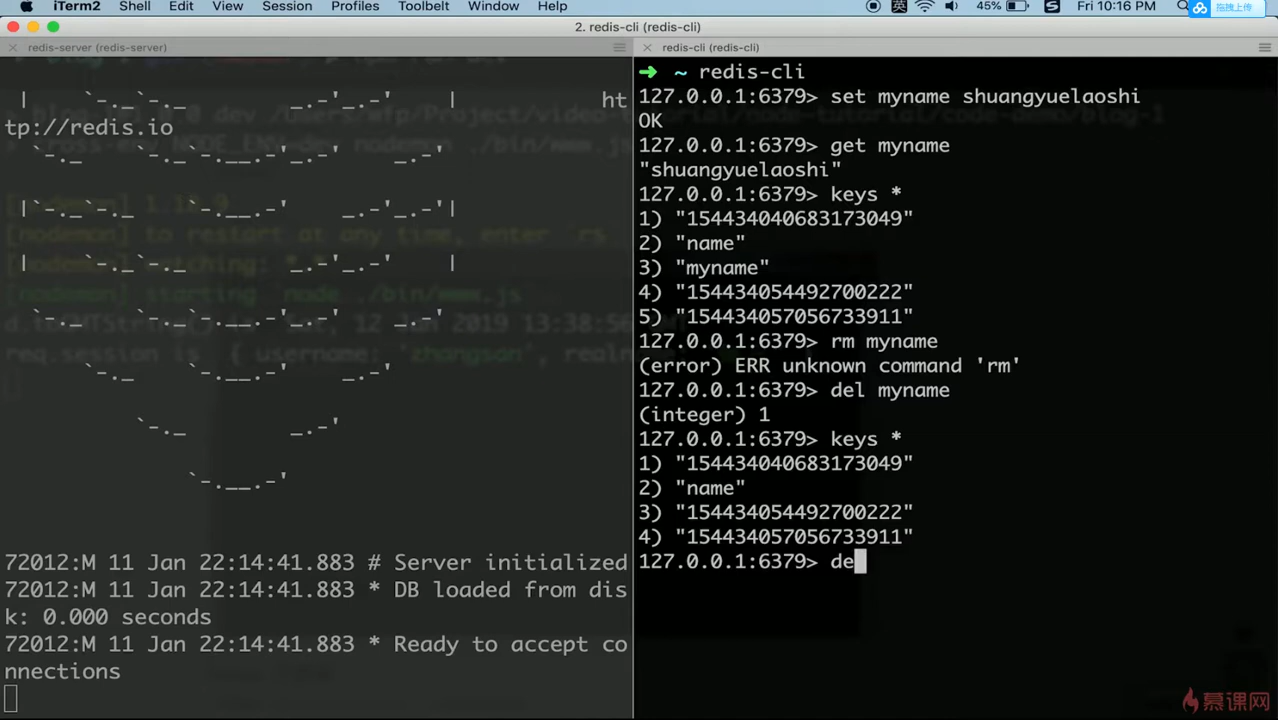 iTerm2 Shell Edit View Session Profiles Toolbelt Window Help 英 45% Fri 10:16 PM 拖拽上传
2. redis-cli (redis-cli)
redis-server (redis-server)
redis-cli (redis-cli)
ht
tp://redis.io
72012:M 11 Jan 22:14:41.883 # Server initialized
72012:M 11 Jan 22:14:41.883 * DB loaded from dis
k: 0.000 seconds
72012:M 11 Jan 22:14:41.883 * Ready to accept co
nnections
➜ ~ redis-cli
127.0.0.1:6379> set myname shuangyuelaoshi
OK
127.0.0.1:6379> get myname
"shuangyuelaoshi"
127.0.0.1:6379> keys *
1) "154434040683173049"
2) "name"
3) "myname"
4) "154434054492700222"
5) "154434057056733911"
127.0.0.1:6379> rm myname
(error) ERR unknown command 'rm'
127.0.0.1:6379> del myname
(integer) 1
127.0.0.1:6379> keys *
1) "154434040683173049"
2) "name"
3) "154434054492700222"
4) "154434057056733911"
127.0.0.1:6379> de
慕课网